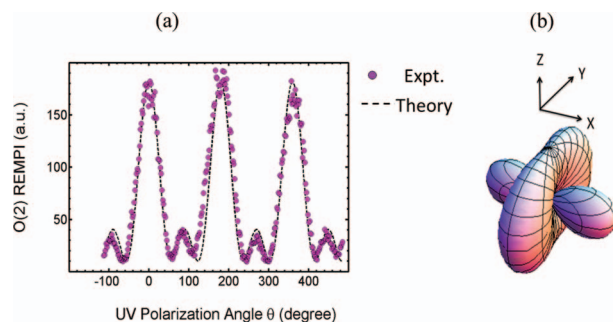 (a)
(b)
O(2) REMPI (a.u.)
150
100
50
-100 0 100 200 300 400
UV Polarization Angle θ (degree)
Expt.
Theory
Z
Y
X